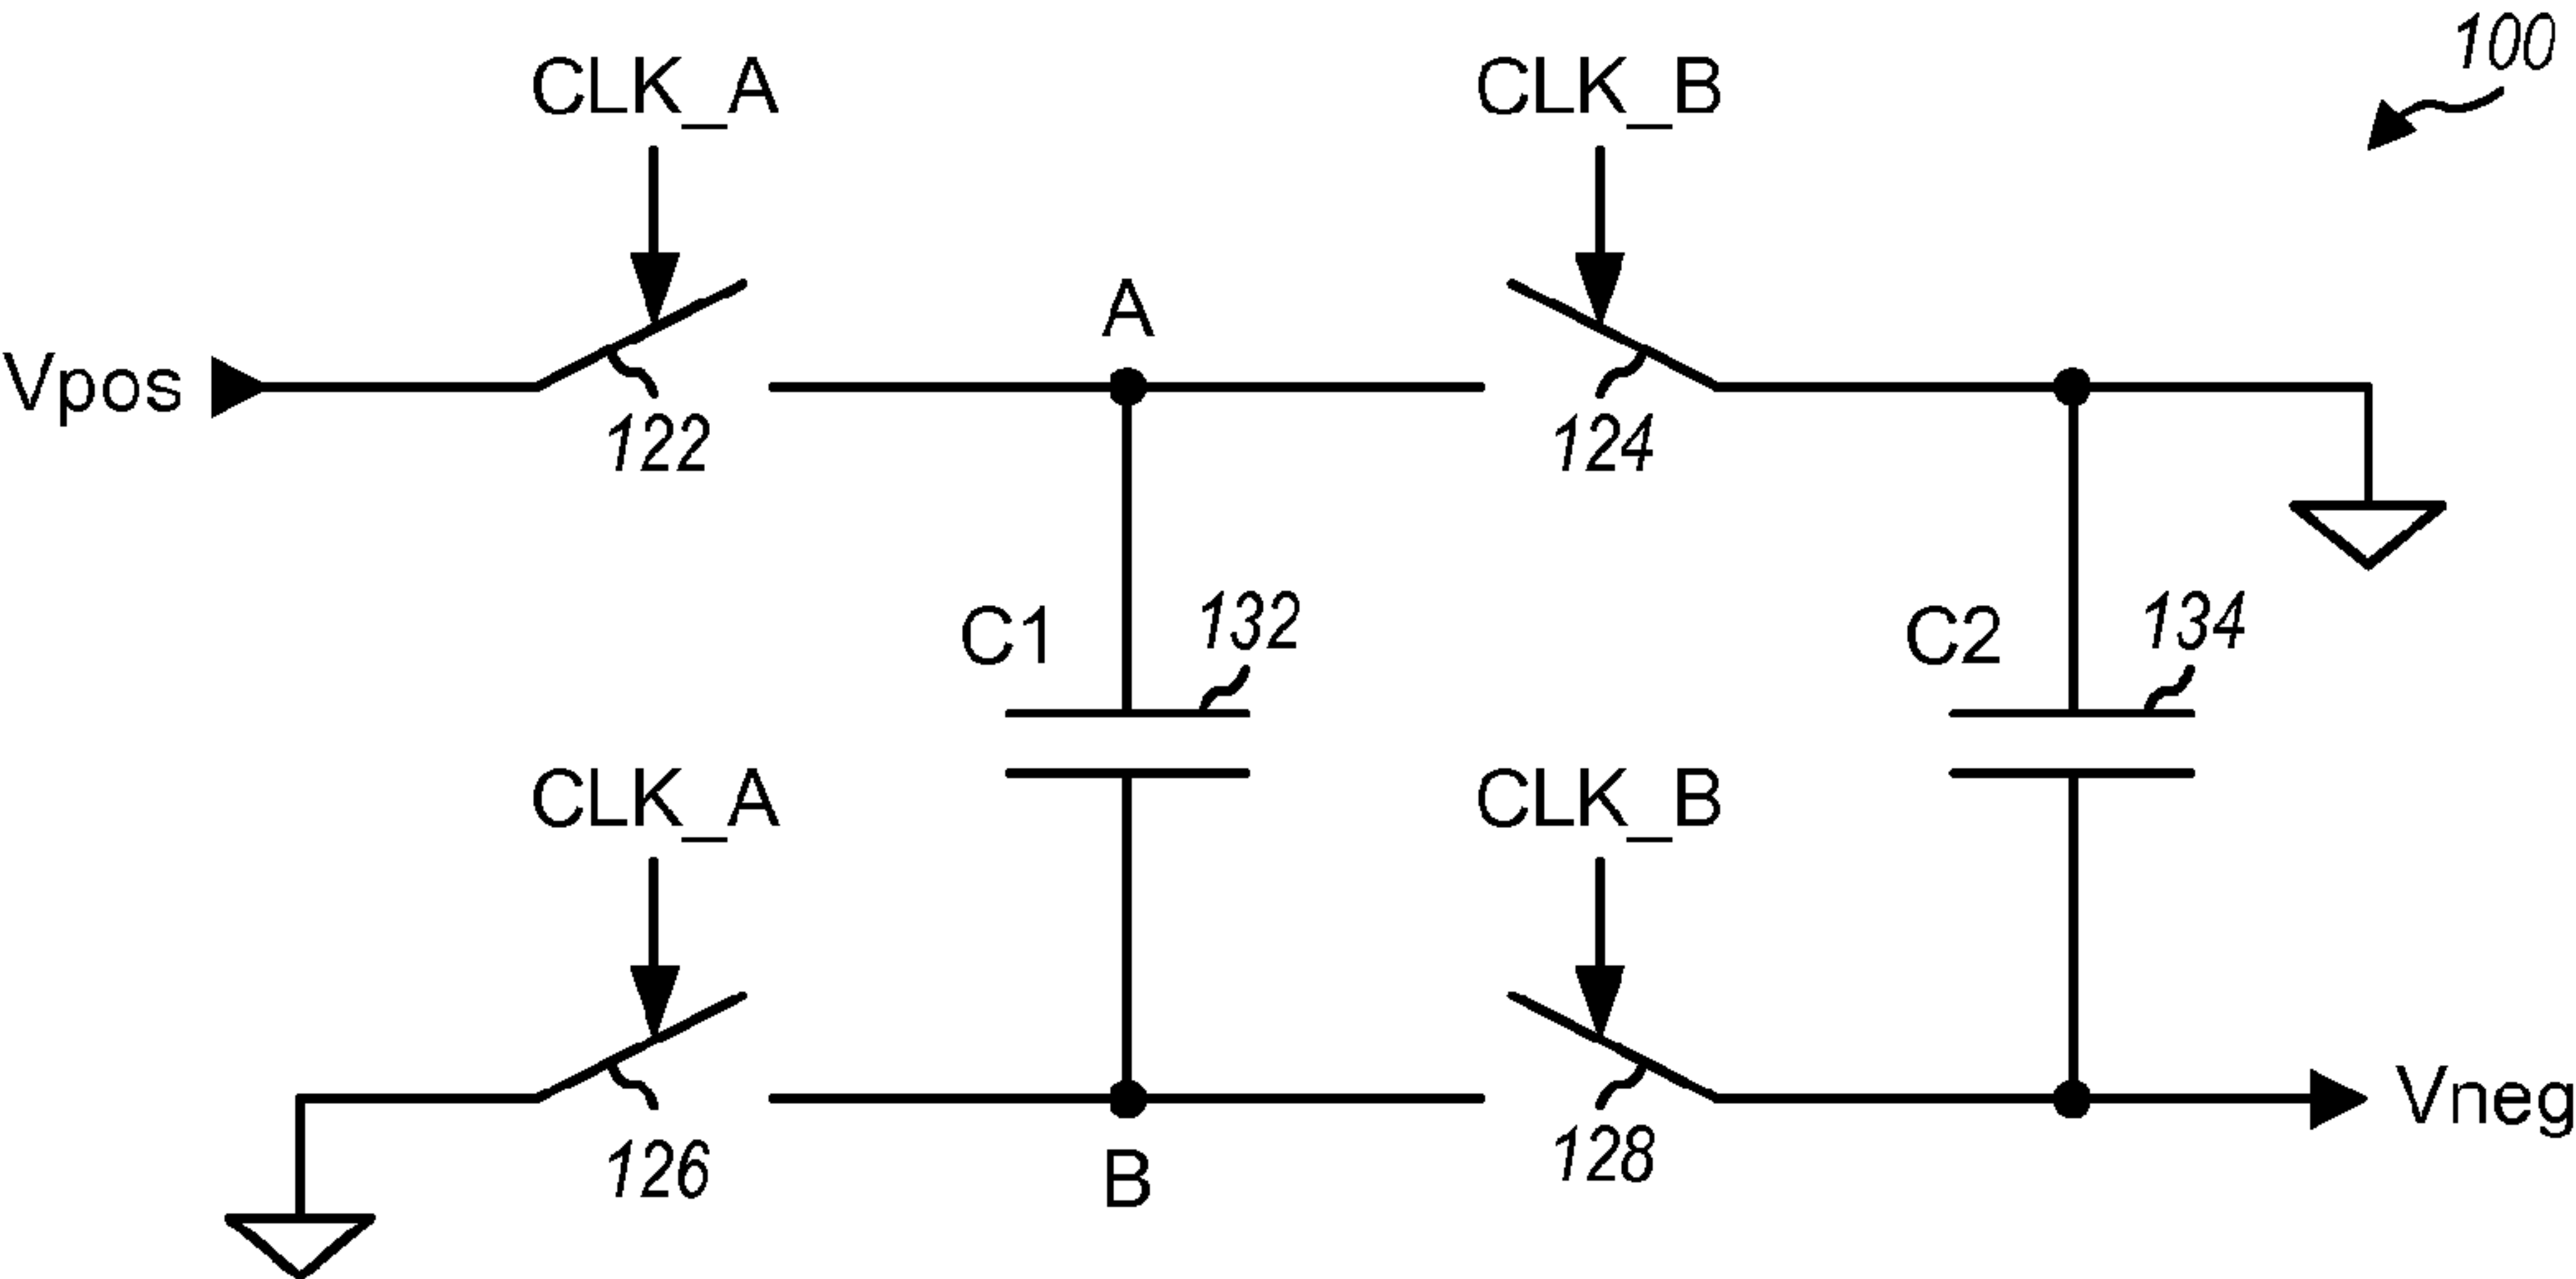 100
CLK_A
CLK_B
A
Vpos
122
124
C1
132
C2
134
CLK_A
CLK_B
Vneg
126
B
128